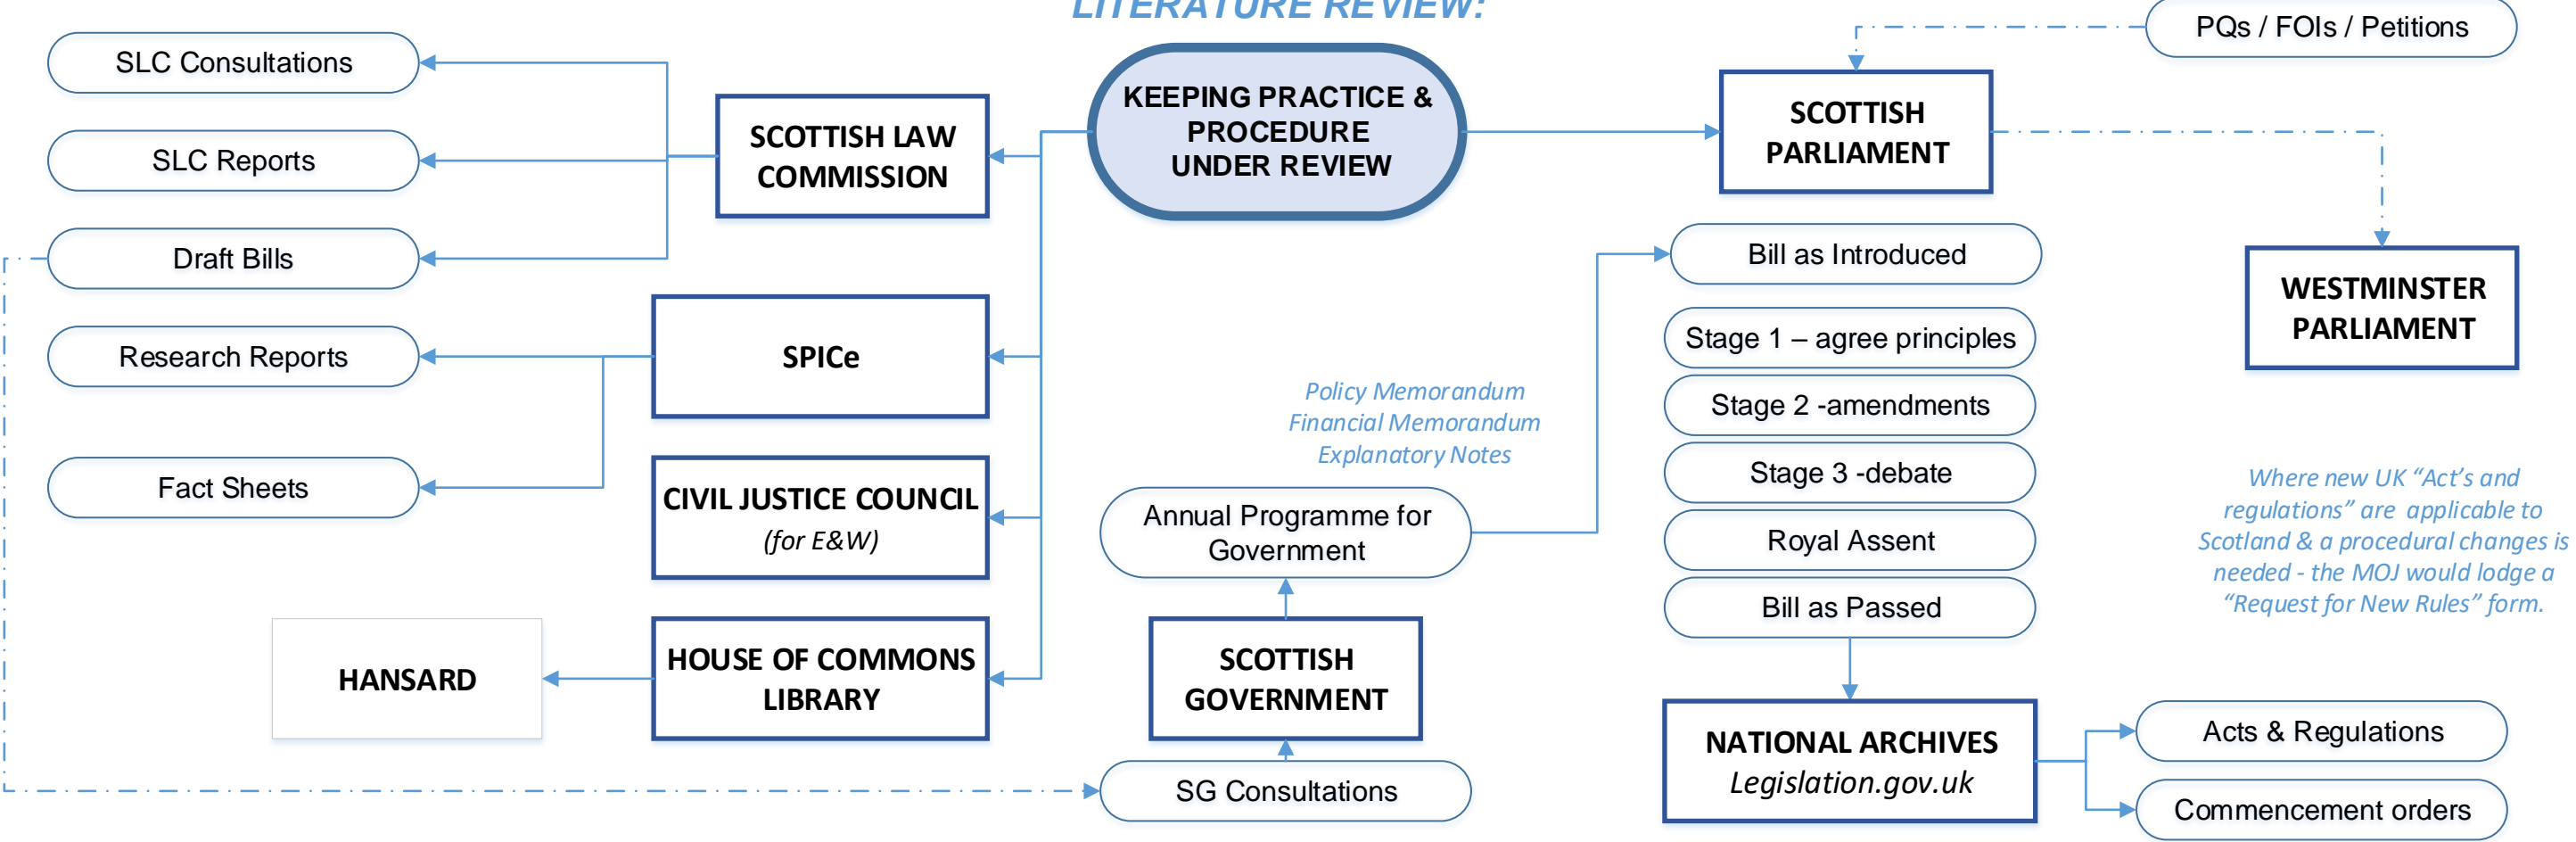 LITERATURE REVIEW:
PQs / FOIs / Petitions
SLC Consultations
KEEPING PRACTICE &
PROCEDURE
UNDER REVIEW
SCOTTISH
PARLIAMENT
SCOTTISH LAW
COMMISSION
SLC Reports
Draft Bills
Bill as Introduced
WESTMINSTER
PARLIAMENT
Stage 1 – agree principles
Research Reports
SPICe
Policy Memorandum
Financial Memorandum
Explanatory Notes
Stage 2 -amendments
Stage 3 -debate
Fact Sheets
CIVIL JUSTICE COUNCIL
(for E&W)
Annual Programme for
Government
Royal Assent
Where new UK “Act’s and
regulations” are applicable to
Scotland & a procedural changes is
needed - the MOJ would lodge a
“Request for New Rules” form.
Bill as Passed
HANSARD
HOUSE OF COMMONS
LIBRARY
SCOTTISH
GOVERNMENT
NATIONAL ARCHIVES
Legislation.gov.uk
Acts & Regulations
SG Consultations
Commencement orders